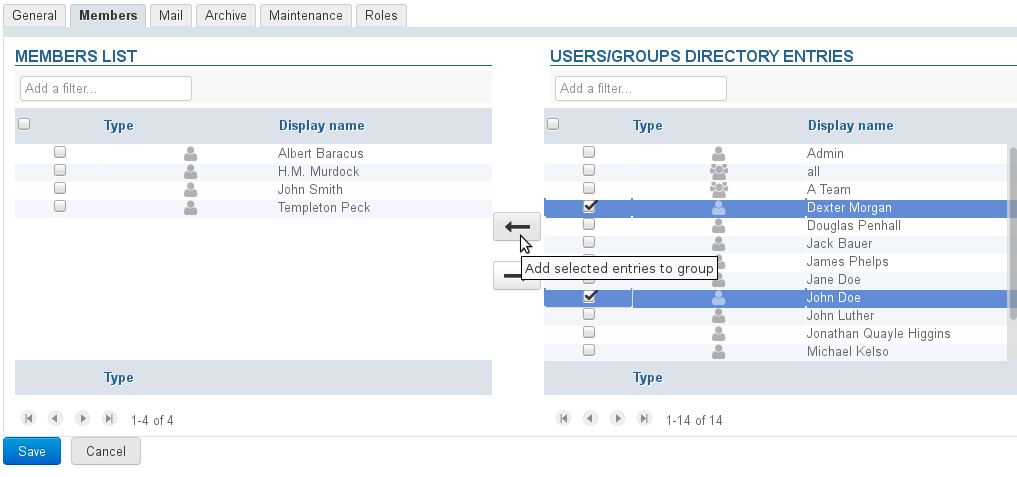 General Members Mail Archive Maintenance Roles
MEMBERS LIST
Add a filter...
Type Display name
Albert Baracus
H.M. Murdock
John Smith
Templeton Peck
Type
1-4 of 4
Add selected entries to group
USERS/GROUPS DIRECTORY ENTRIES
Add a filter...
Type Display name
Admin
all
A Team
Dexter Morgan
Douglas Penhall
Jack Bauer
James Phelps
Jane Doe
John Doe
John Luther
Jonathan Quayle Higgins
Michael Kelso
Type
1-14 of 14
Save Cancel